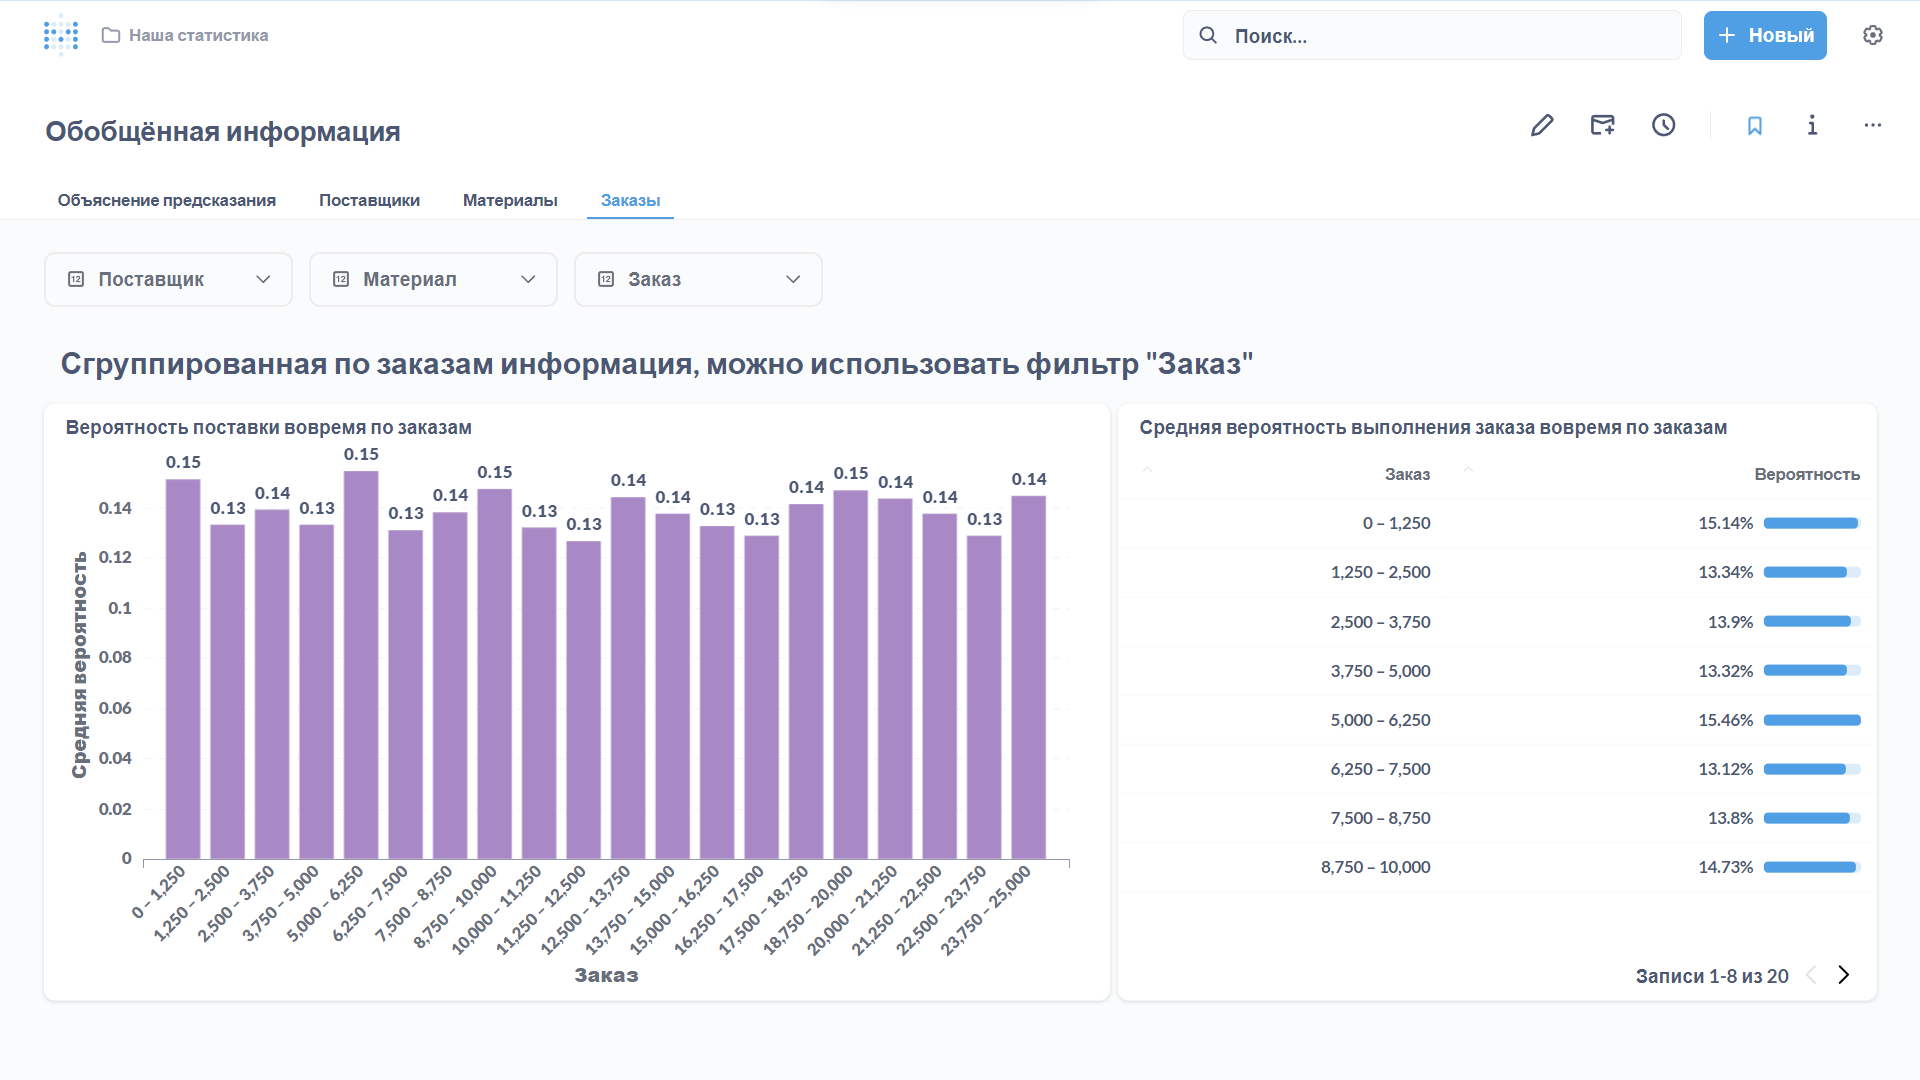 Наша статистика
Поиск...
Новый
Обобщённая информация
Объяснение предсказания
Поставщики
Материалы
Заказы
12 Поставщик
12 Материал
12 Заказ
Сгруппированная по заказам информация, можно использовать фильтр "Заказ"
Вероятность поставки вовремя по заказам
0.15
0.13
0.14
0.13
0.15
0.13
0.14
0.15
0.13
0.13
0.14
0.14
0.13
0.13
0.14
0.15
0.14
0.14
0.13
0.14
0.14
0.12
0.1
0.08
0.06
0.04
0.02
0
Средняя вероятность
0 – 1,250
1,250 – 2,500
2,500 – 3,750
3,750 – 5,000
5,000 – 6,250
6,250 – 7,500
7,500 – 8,750
8,750 – 10,000
10,000 – 11,250
11,250 – 12,500
12,500 – 13,750
13,750 – 15,000
15,000 – 16,250
16,250 – 17,500
17,500 – 18,750
18,750 – 20,000
20,000 – 21,250
21,250 – 22,500
22,500 – 23,750
23,750 – 25,000
Заказ
Средняя вероятность выполнения заказа вовремя по заказам
Заказ Вероятность
0 – 1,250 15.14%
1,250 – 2,500 13.34%
2,500 – 3,750 13.9%
3,750 – 5,000 13.32%
5,000 – 6,250 15.46%
6,250 – 7,500 13.12%
7,500 – 8,750 13.8%
8,750 – 10,000 14.73%
Записи 1-8 из 20